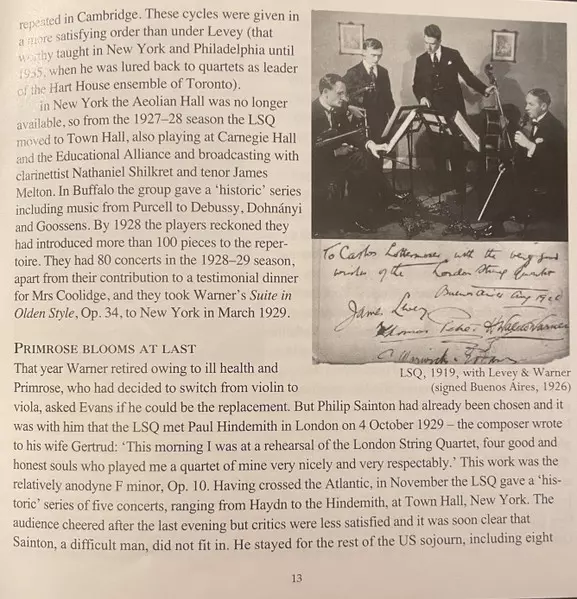 repeated in Cambridge. These cycles were given in
a more satisfying order than under Levey (that
worthy taught in New York and Philadelphia until
1935, when he was lured back to quartets as leader
of the Hart House ensemble of Toronto).
in New York the Aeolian Hall was no longer
available, so from the 1927–28 season the LSQ
moved to Town Hall, also playing at Carnegie Hall
and the Educational Alliance and broadcasting with
clarinettist Nathaniel Shilkret and tenor James
Melton. In Buffalo the group gave a ‘historic’ series
including music from Purcell to Debussy, Dohnányi
and Goossens. By 1928 the players reckoned they
had introduced more than 100 pieces to the reper-
toire. They had 80 concerts in the 1928–29 season,
apart from their contribution to a testimonial dinner
for Mrs Coolidge, and they took Warner’s Suite in
Olden Style, Op. 34, to New York in March 1929.
To Carlos with the very good
wishes of the London String Quartet
Buenos Aires Aug
James Levey
Thomas Petre H Waldo Warner
C Warwick Evans
LSQ, 1919, with Levey & Warner
(signed Buenos Aires, 1926)
PRIMROSE BLOOMS AT LAST
That year Warner retired owing to ill health and
Primrose, who had decided to switch from violin to
viola, asked Evans if he could be the replacement. But Philip Sainton had already been chosen and it
was with him that the LSQ met Paul Hindemith in London on 4 October 1929 – the composer wrote
to his wife Gertrud: ‘This morning I was at a rehearsal of the London String Quartet, four good and
honest souls who played me a quartet of mine very nicely and very respectably.’ This work was the
relatively anodyne F minor, Op. 10. Having crossed the Atlantic, in November the LSQ gave a ‘his-
toric’ series of five concerts, ranging from Haydn to the Hindemith, at Town Hall, New York. The
audience cheered after the last evening but critics were less satisfied and it was soon clear that
Sainton, a difficult man, did not fit in. He stayed for the rest of the US sojourn, including eight
13